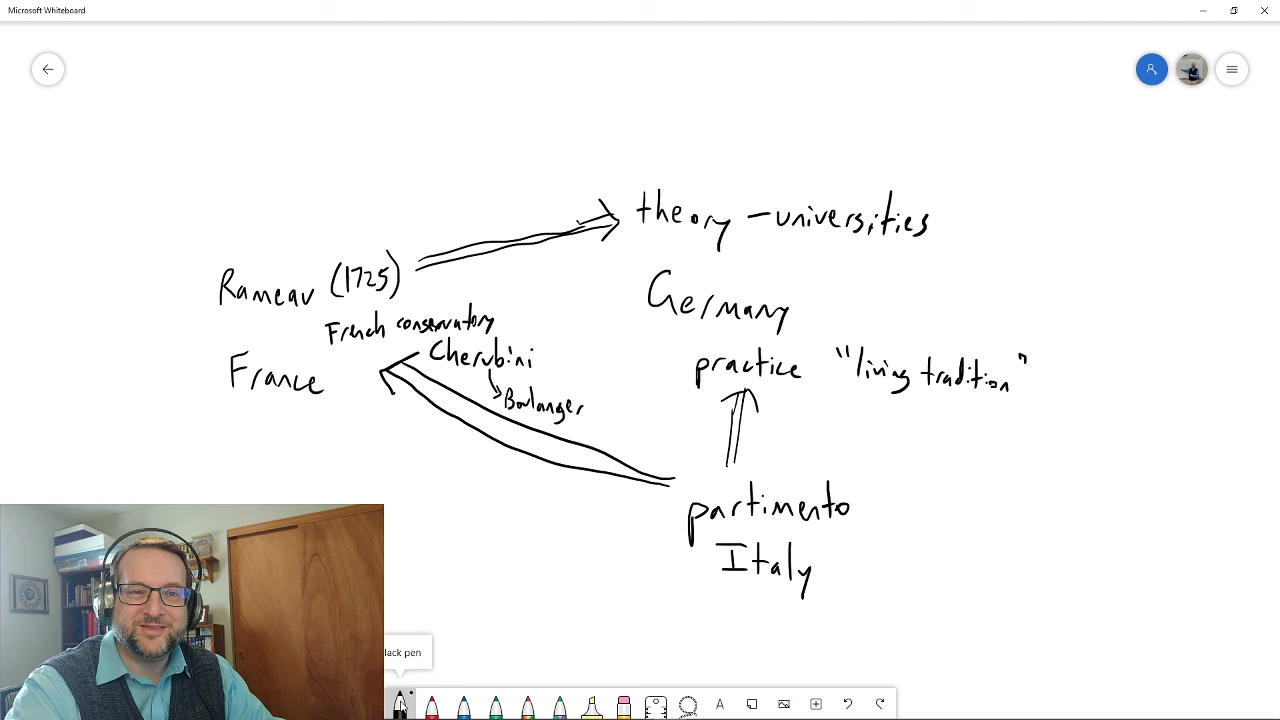 Microsoft Whiteboard
theory - universities
Rameau (1725)
Germany
French conservatory
Cherubini
France
practice "living tradition"
Boulanger
partimento
Italy
lack pen
A